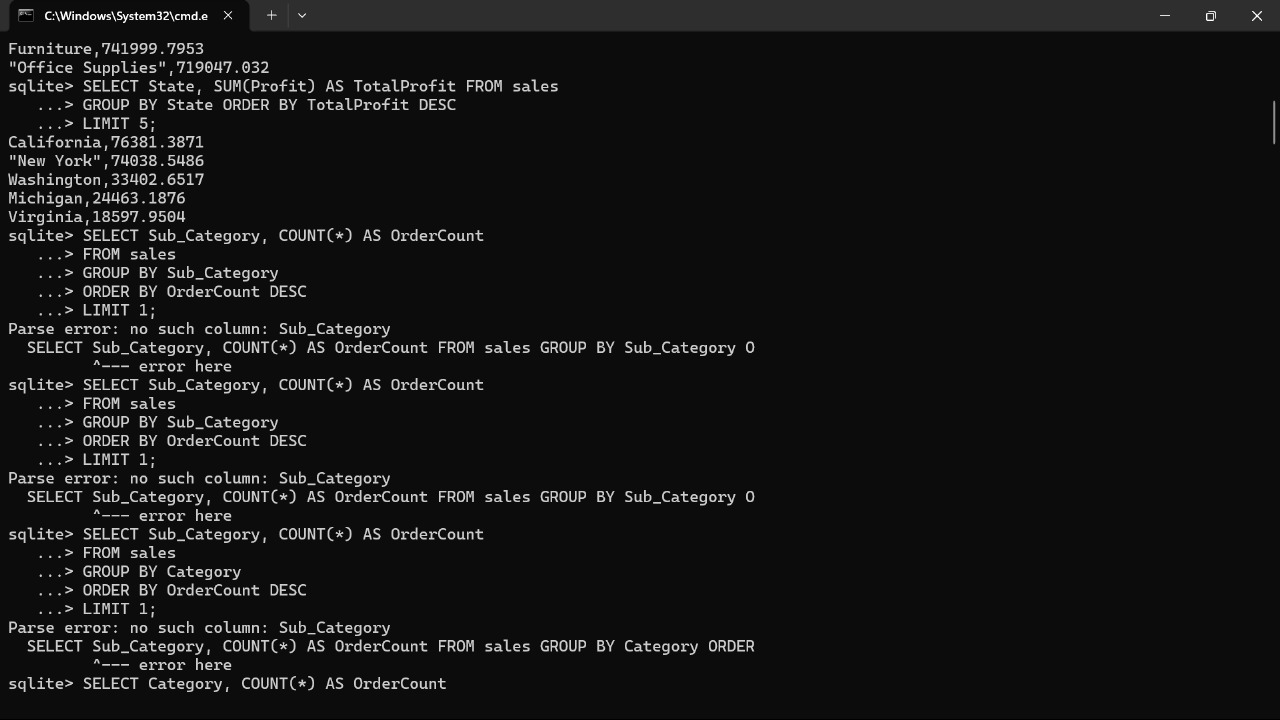 C:\Windows\System32\cmd.e
Furniture,741999.7953
"Office Supplies",719047.032
sqlite> SELECT State, SUM(Profit) AS TotalProfit FROM sales
   ...> GROUP BY State ORDER BY TotalProfit DESC
   ...> LIMIT 5;
California,76381.3871
"New York",74038.5486
Washington,33402.6517
Michigan,24463.1876
Virginia,18597.9504
sqlite> SELECT Sub_Category, COUNT(*) AS OrderCount
   ...> FROM sales
   ...> GROUP BY Sub_Category
   ...> ORDER BY OrderCount DESC
   ...> LIMIT 1;
Parse error: no such column: Sub_Category
  SELECT Sub_Category, COUNT(*) AS OrderCount FROM sales GROUP BY Sub_Category O
         ^--- error here
sqlite> SELECT Sub_Category, COUNT(*) AS OrderCount
   ...> FROM sales
   ...> GROUP BY Sub_Category
   ...> ORDER BY OrderCount DESC
   ...> LIMIT 1;
Parse error: no such column: Sub_Category
  SELECT Sub_Category, COUNT(*) AS OrderCount FROM sales GROUP BY Sub_Category O
         ^--- error here
sqlite> SELECT Sub_Category, COUNT(*) AS OrderCount
   ...> FROM sales
   ...> GROUP BY Category
   ...> ORDER BY OrderCount DESC
   ...> LIMIT 1;
Parse error: no such column: Sub_Category
  SELECT Sub_Category, COUNT(*) AS OrderCount FROM sales GROUP BY Category ORDER
         ^--- error here
sqlite> SELECT Category, COUNT(*) AS OrderCount